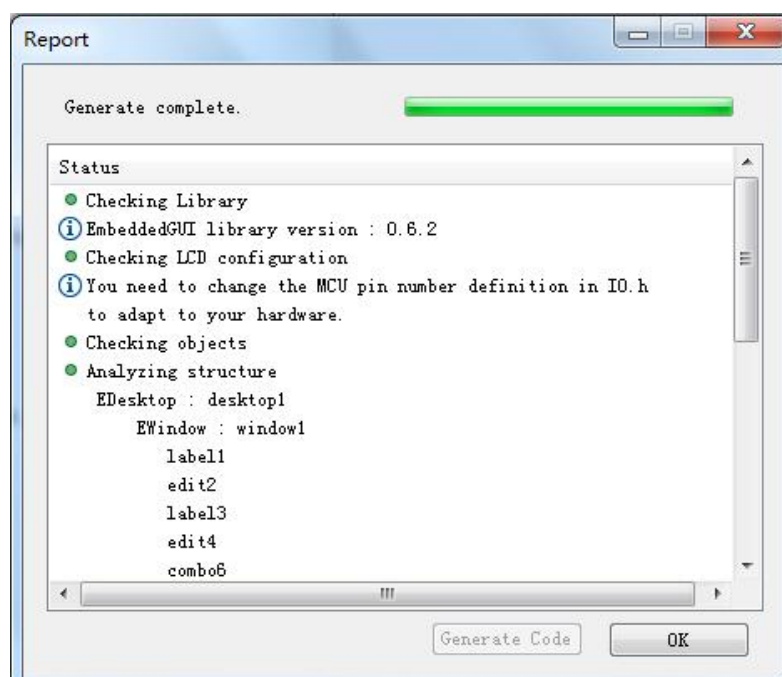 Report
Generate complete.
Status
Checking Library
EmbeddedGUI library version : 0.6.2
Checking LCD configuration
You need to change the MCU pin number definition in IO.h
to adapt to your hardware.
Checking objects
Analyzing structure
EDesktop : desktop1
EWindow : window1
label1
edit2
label3
edit4
combo6
Generate Code
OK